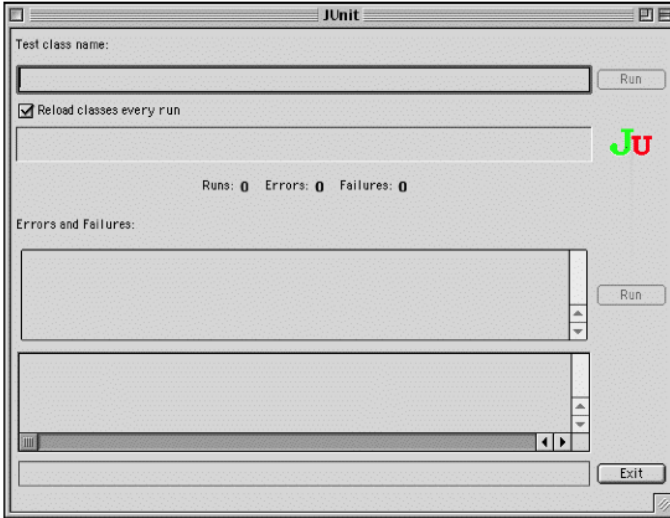 JUnit
Test class name:
Run
Reload classes every run
JU
Runs: 0 Errors: 0 Failures: 0
Errors and Failures:
Run
Exit